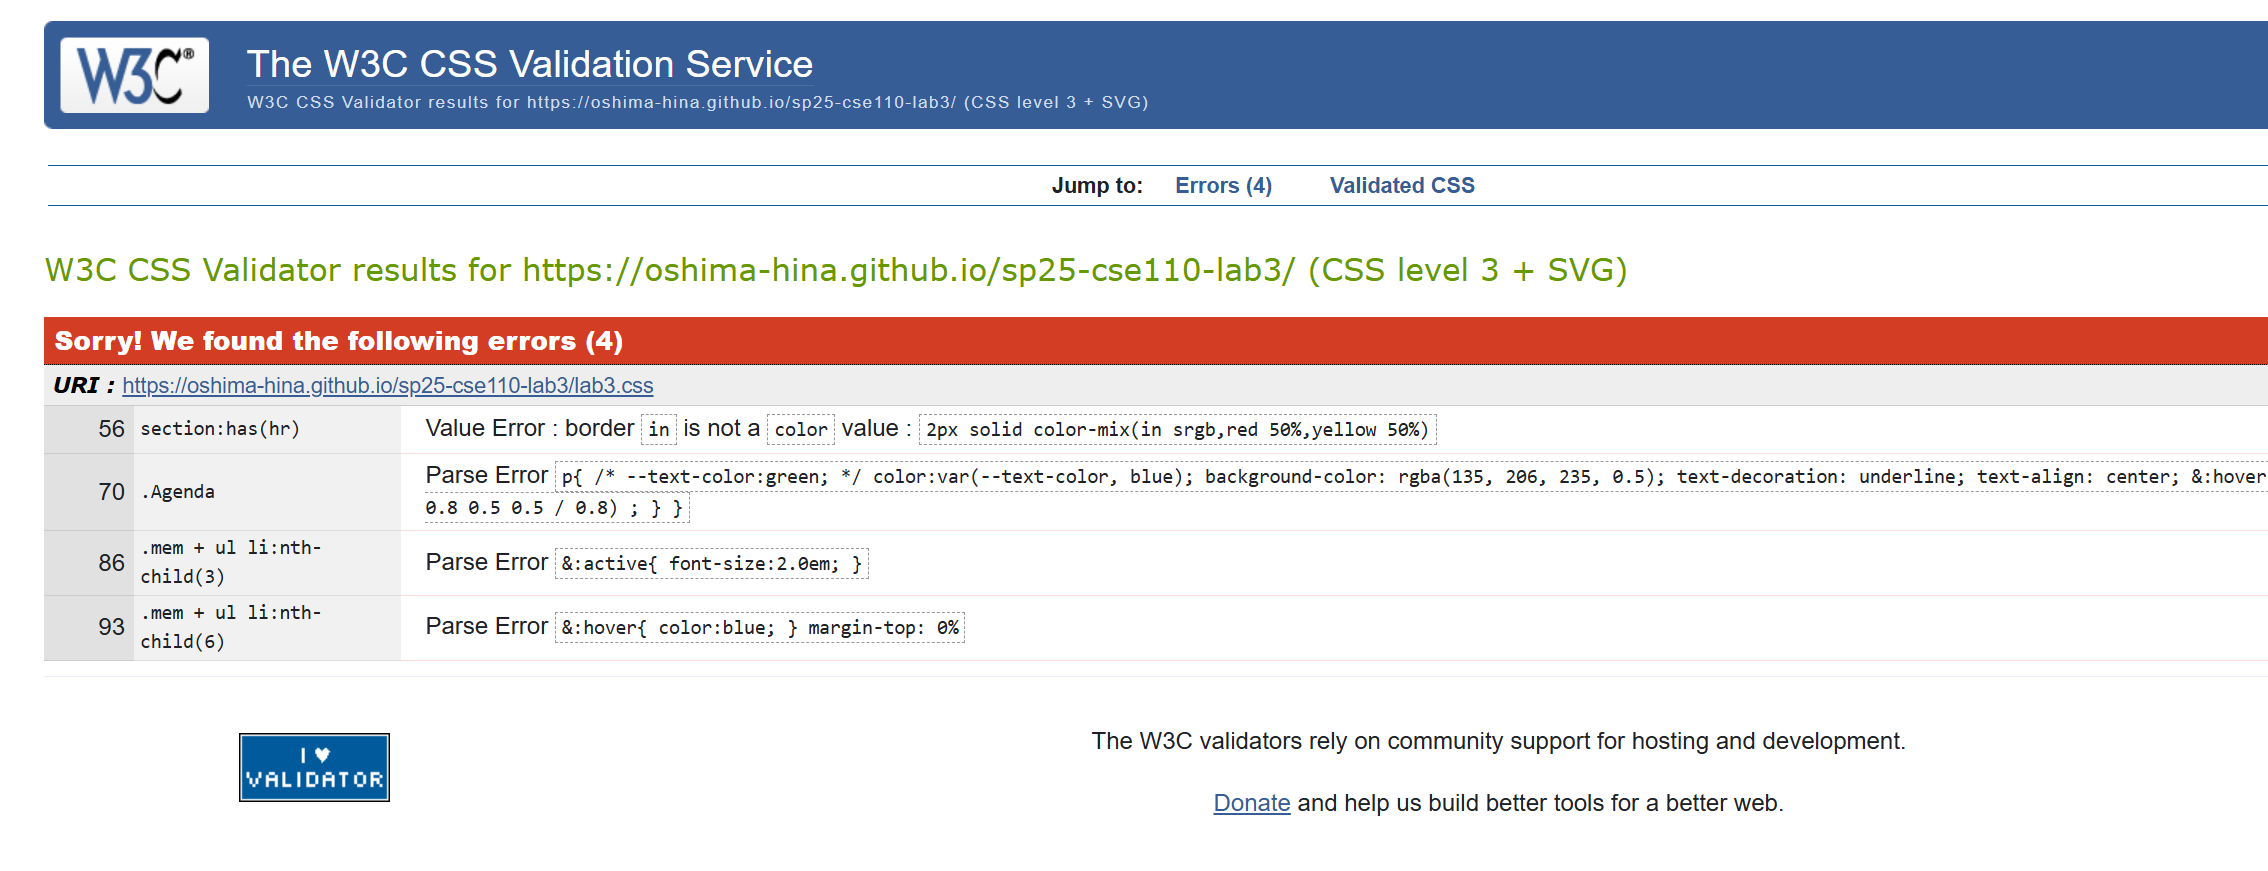 W3C®
The W3C CSS Validation Service
W3C CSS Validator results for https://oshima-hina.github.io/sp25-cse110-lab3/ (CSS level 3 + SVG)
Jump to: Errors (4) Validated CSS
W3C CSS Validator results for https://oshima-hina.github.io/sp25-cse110-lab3/ (CSS level 3 + SVG)
Sorry! We found the following errors (4)
URI : https://oshima-hina.github.io/sp25-cse110-lab3/lab3.css
56 section:has(hr) Value Error : border in is not a color value : 2px solid color-mix(in srgb,red 50%,yellow 50%)
70 .Agenda Parse Error p{ /* --text-color:green; */ color:var(--text-color, blue); background-color: rgba(135, 206, 235, 0.5); text-decoration: underline; text-align: center; &:hover
0.8 0.5 0.5 / 0.8) ; } }
86 .mem + ul li:nth-
child(3) Parse Error &:active{ font-size:2.0em; }
93 .mem + ul li:nth-
child(6) Parse Error &:hover{ color:blue; } margin-top: 0%
I ♥
VALIDATOR
The W3C validators rely on community support for hosting and development.
Donate and help us build better tools for a better web.